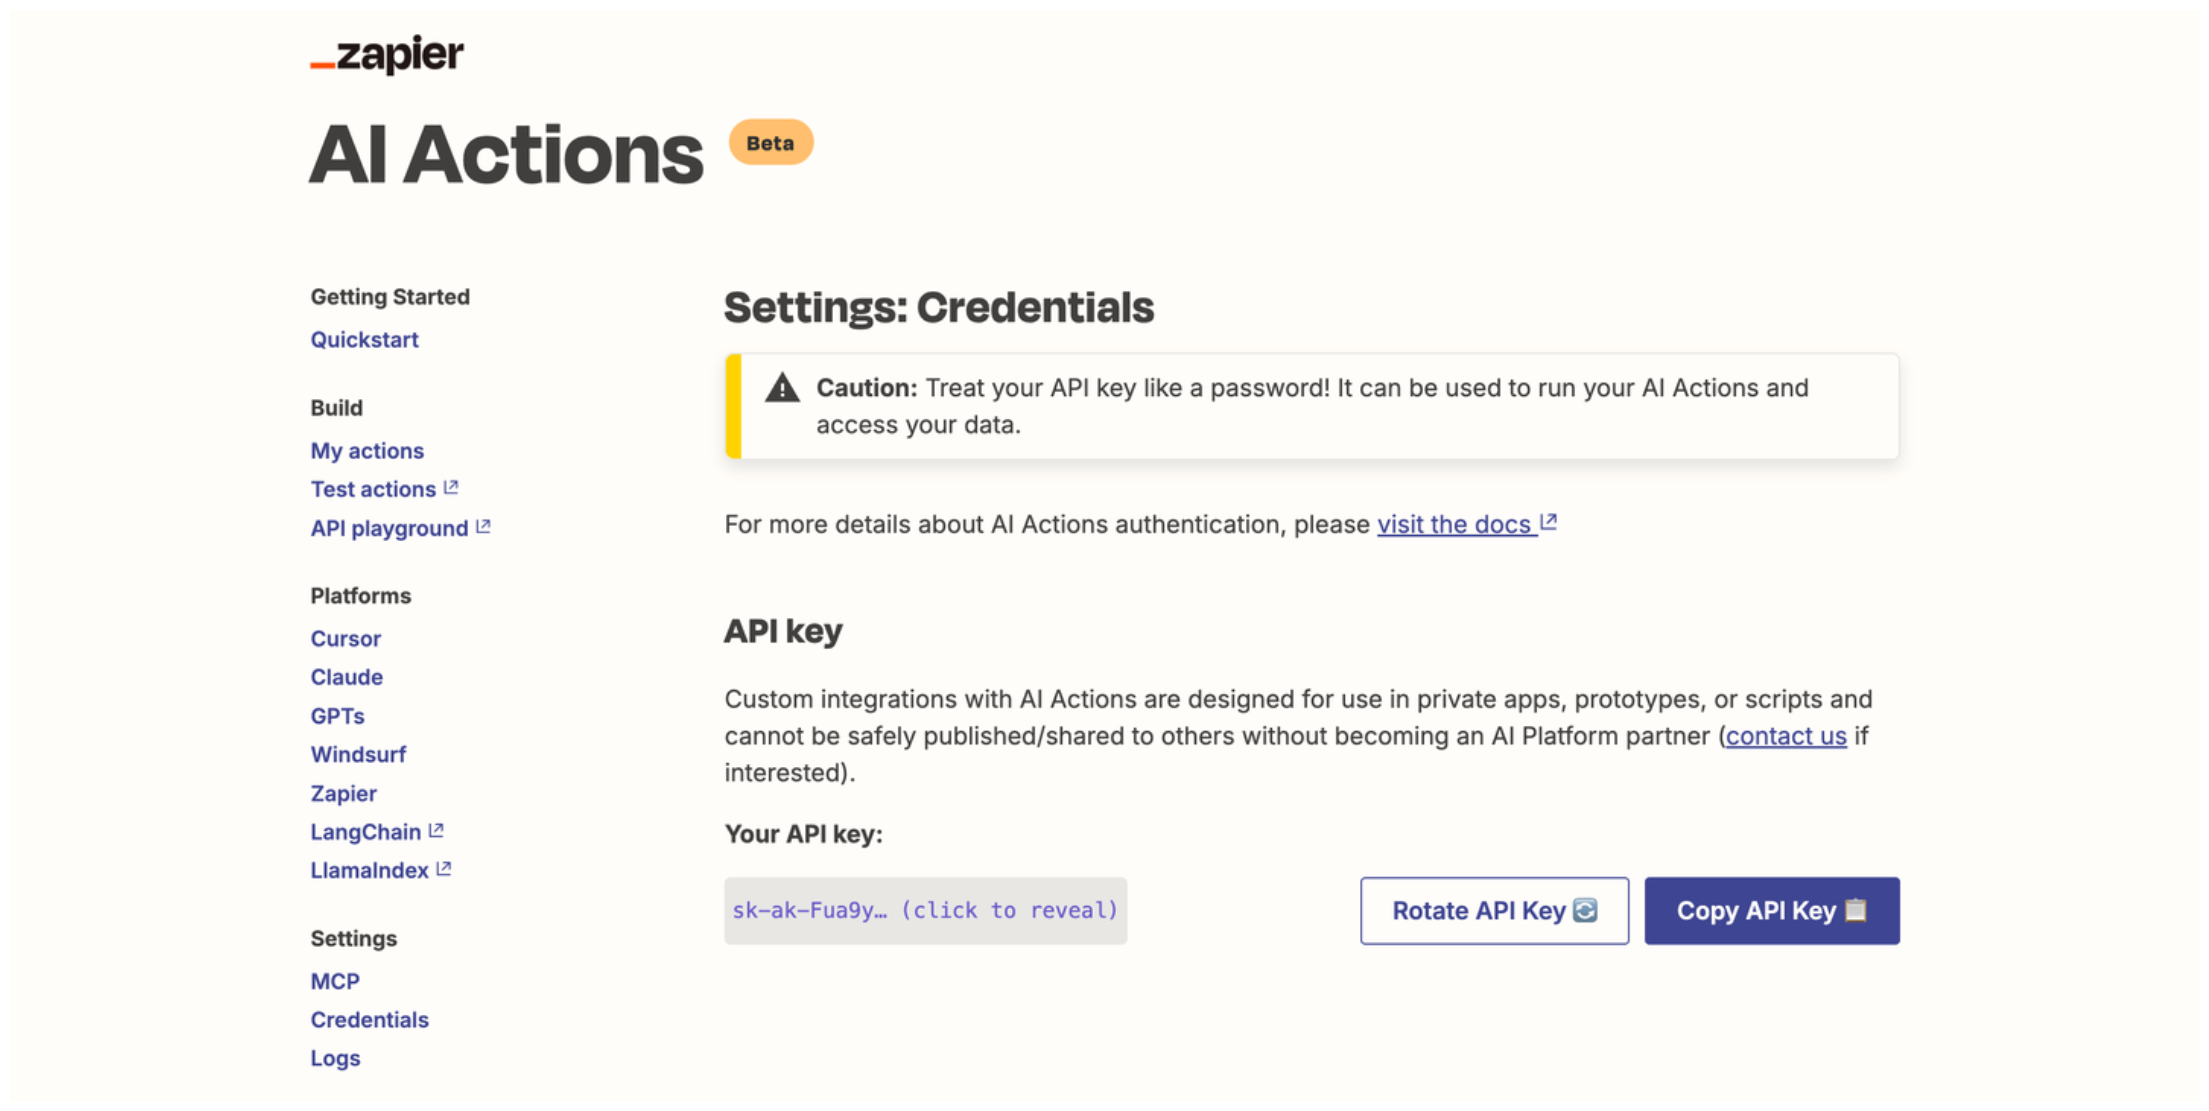 zapier
AI Actions
Beta
Getting Started
Quickstart
Build
My actions
Test actions
API playground
Platforms
Cursor
Claude
GPTs
Windsurf
Zapier
LangChain
LlamaIndex
Settings
MCP
Credentials
Logs
Settings: Credentials
Caution: Treat your API key like a password! It can be used to run your AI Actions and
access your data.
For more details about AI Actions authentication, please visit the docs
API key
Custom integrations with AI Actions are designed for use in private apps, prototypes, or scripts and
cannot be safely published/shared to others without becoming an AI Platform partner (contact us if
interested).
Your API key:
sk-ak-Fua9y… (click to reveal)
Rotate API Key
Copy API Key